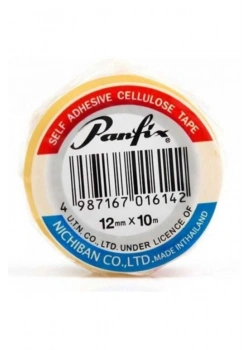 SELF ADHESIVE CELLULOSE TAPE
Panfix®
4 987167 016142
12mm X 10m
UTN. CO. LTD. UNDER LICENCE OF
NICHIBAN CO.,LTD. MADE IN THAILAND